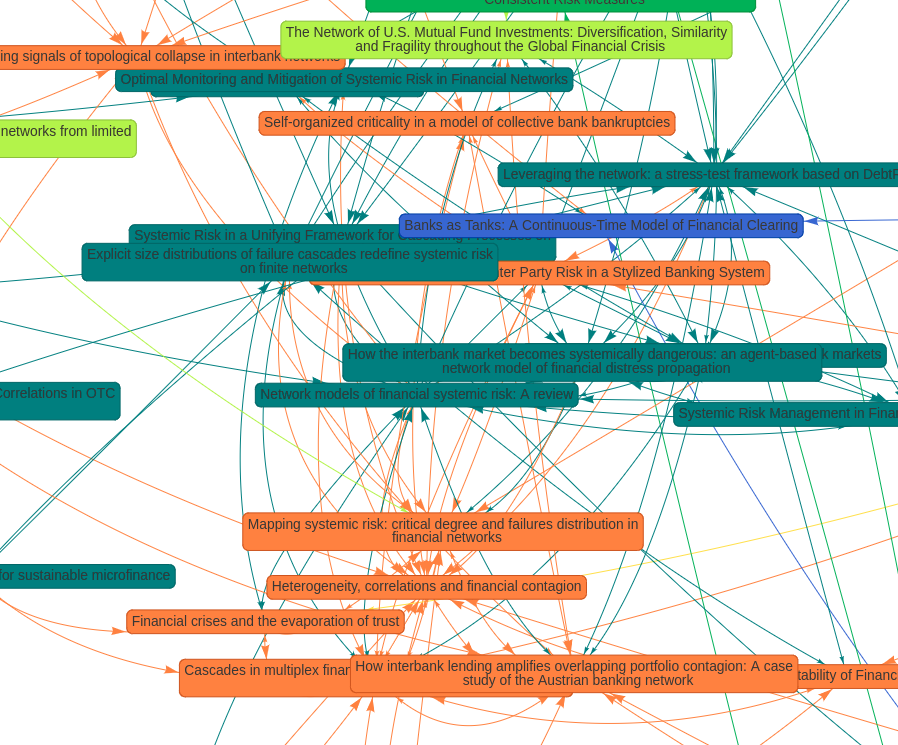 Consistent Risk Measures
The Network of U.S. Mutual Fund Investments: Diversification, Similarity
and Fragility throughout the Global Financial Crisis
ing signals of topological collapse in interbank networks
Optimal Monitoring and Mitigation of Systemic Risk in Financial Networks
Self-organized criticality in a model of collective bank bankruptcies
networks from limited
Leveraging the network: a stress-test framework based on DebtR
Banks as Tanks: A Continuous-Time Model of Financial Clearing
Systemic Risk in a Unifying Framework for Cascading Processes on
Explicit size distributions of failure cascades redefine systemic risk
on finite networks
ter Party Risk in a Stylized Banking System
How the interbank market becomes systemically dangerous: an agent-based
network model of financial distress propagation
k markets
Network models of financial systemic risk: A review
Correlations in OTC
Systemic Risk Management in Finan
Mapping systemic risk: critical degree and failures distribution in
financial networks
for sustainable microfinance
Heterogeneity, correlations and financial contagion
Financial crises and the evaporation of trust
Cascades in multiplex finan
How interbank lending amplifies overlapping portfolio contagion: A case
study of the Austrian banking network
tability of Financ